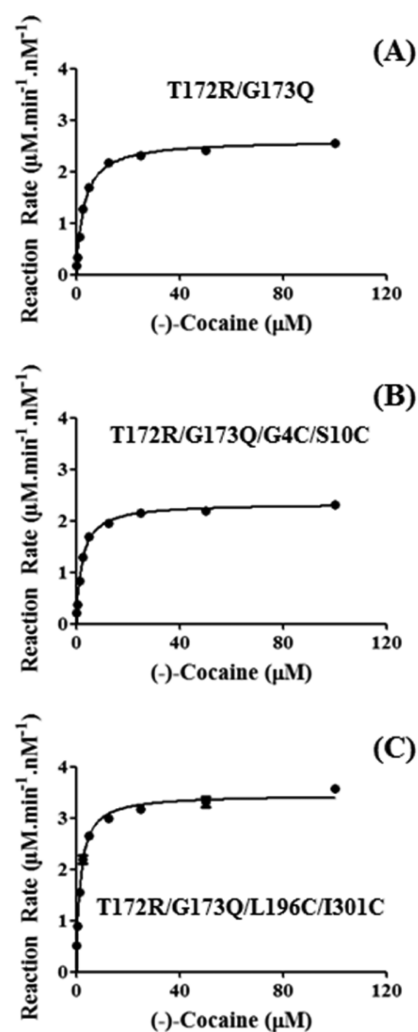 (A)
T172R/G173Q
Reaction Rate (μM.min⁻¹.nM⁻¹)
4
3
2
1
0
0 40 80 120
(-)-Cocaine (μM)
(B)
T172R/G173Q/G4C/S10C
Reaction Rate (μM.min⁻¹.nM⁻¹)
4
3
2
1
0
0 40 80 120
(-)-Cocaine (μM)
(C)
Reaction Rate (μM.min⁻¹.nM⁻¹)
4
3
2
1
0
T172R/G173Q/L196C/I301C
0 40 80 120
(-)-Cocaine (μM)